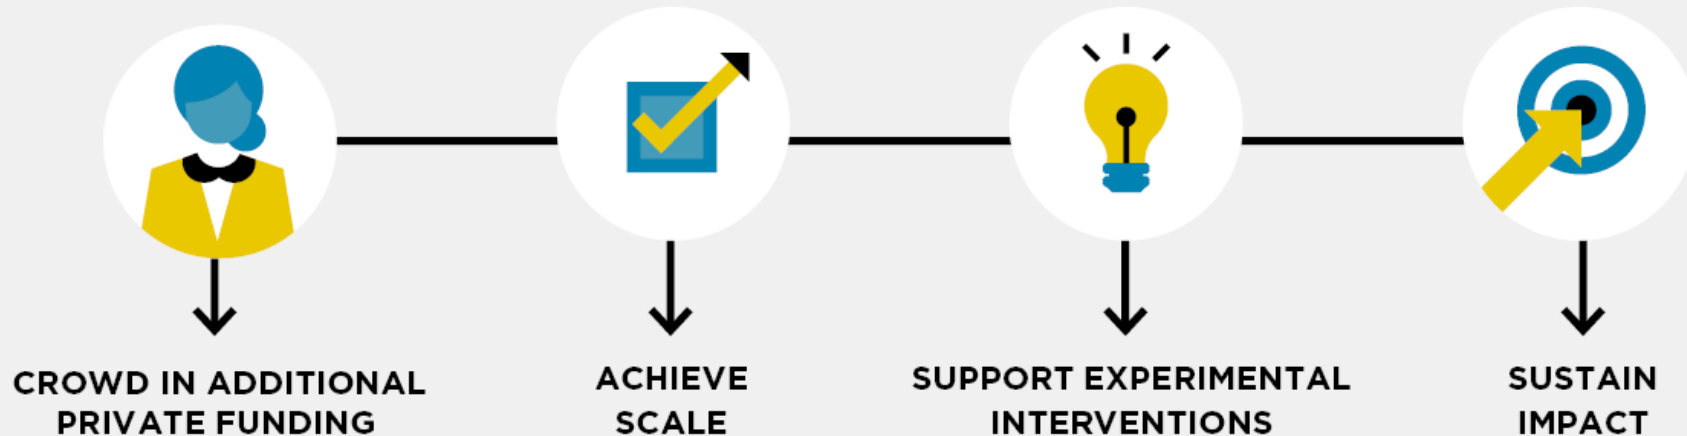 CROWD IN ADDITIONAL
PRIVATE FUNDING
ACHIEVE
SCALE
SUPPORT EXPERIMENTAL
INTERVENTIONS
SUSTAIN
IMPACT